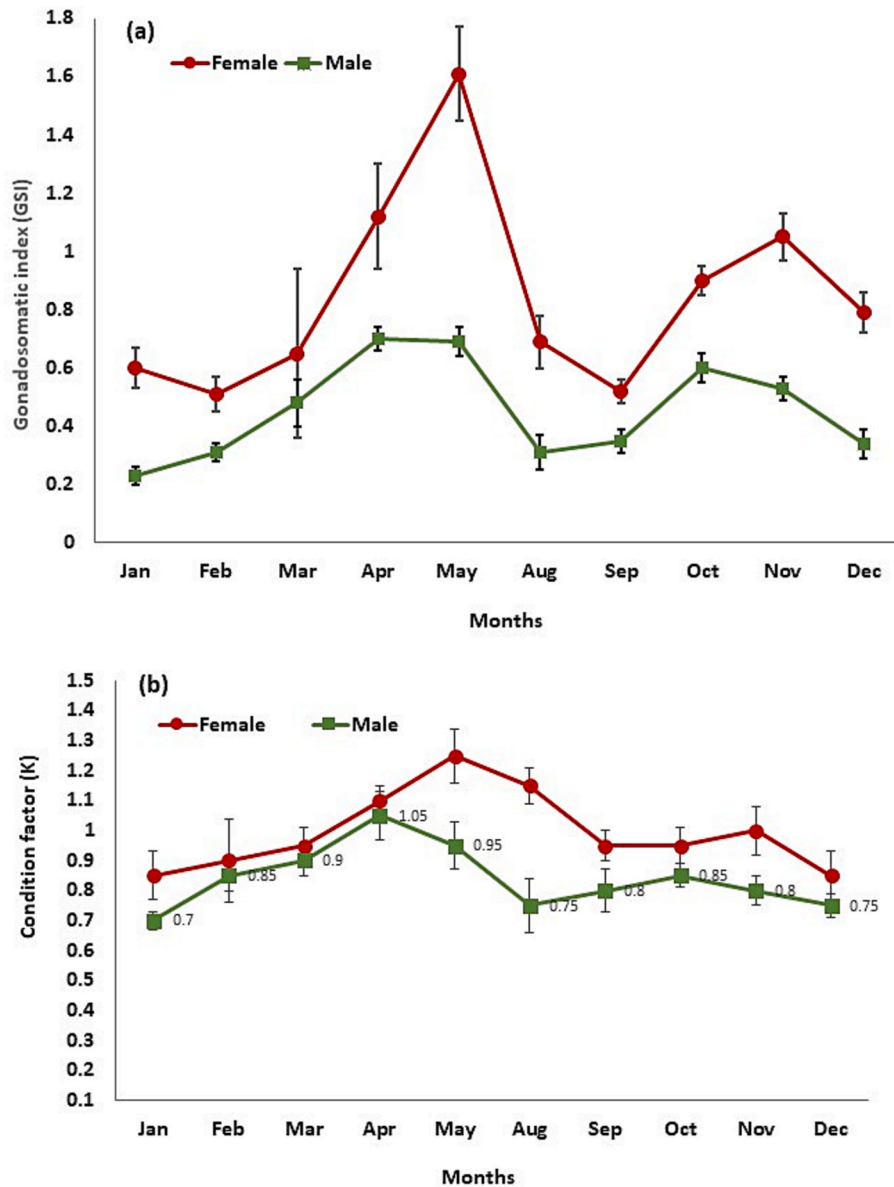 (a)
Female Male
Gonadosomatic index (GSI)
1.8
1.6
1.4
1.2
1
0.8
0.6
0.4
0.2
0
Jan Feb Mar Apr May Aug Sep Oct Nov Dec
Months
(b)
Female Male
Condition factor (K)
1.5
1.4
1.3
1.2
1.1
1
0.9
0.8
0.7
0.6
0.5
0.4
0.3
0.2
0.1
0.7 0.85 0.9 1.05 0.95 0.75 0.8 0.85 0.8 0.75
Jan Feb Mar Apr May Aug Sep Oct Nov Dec
Months